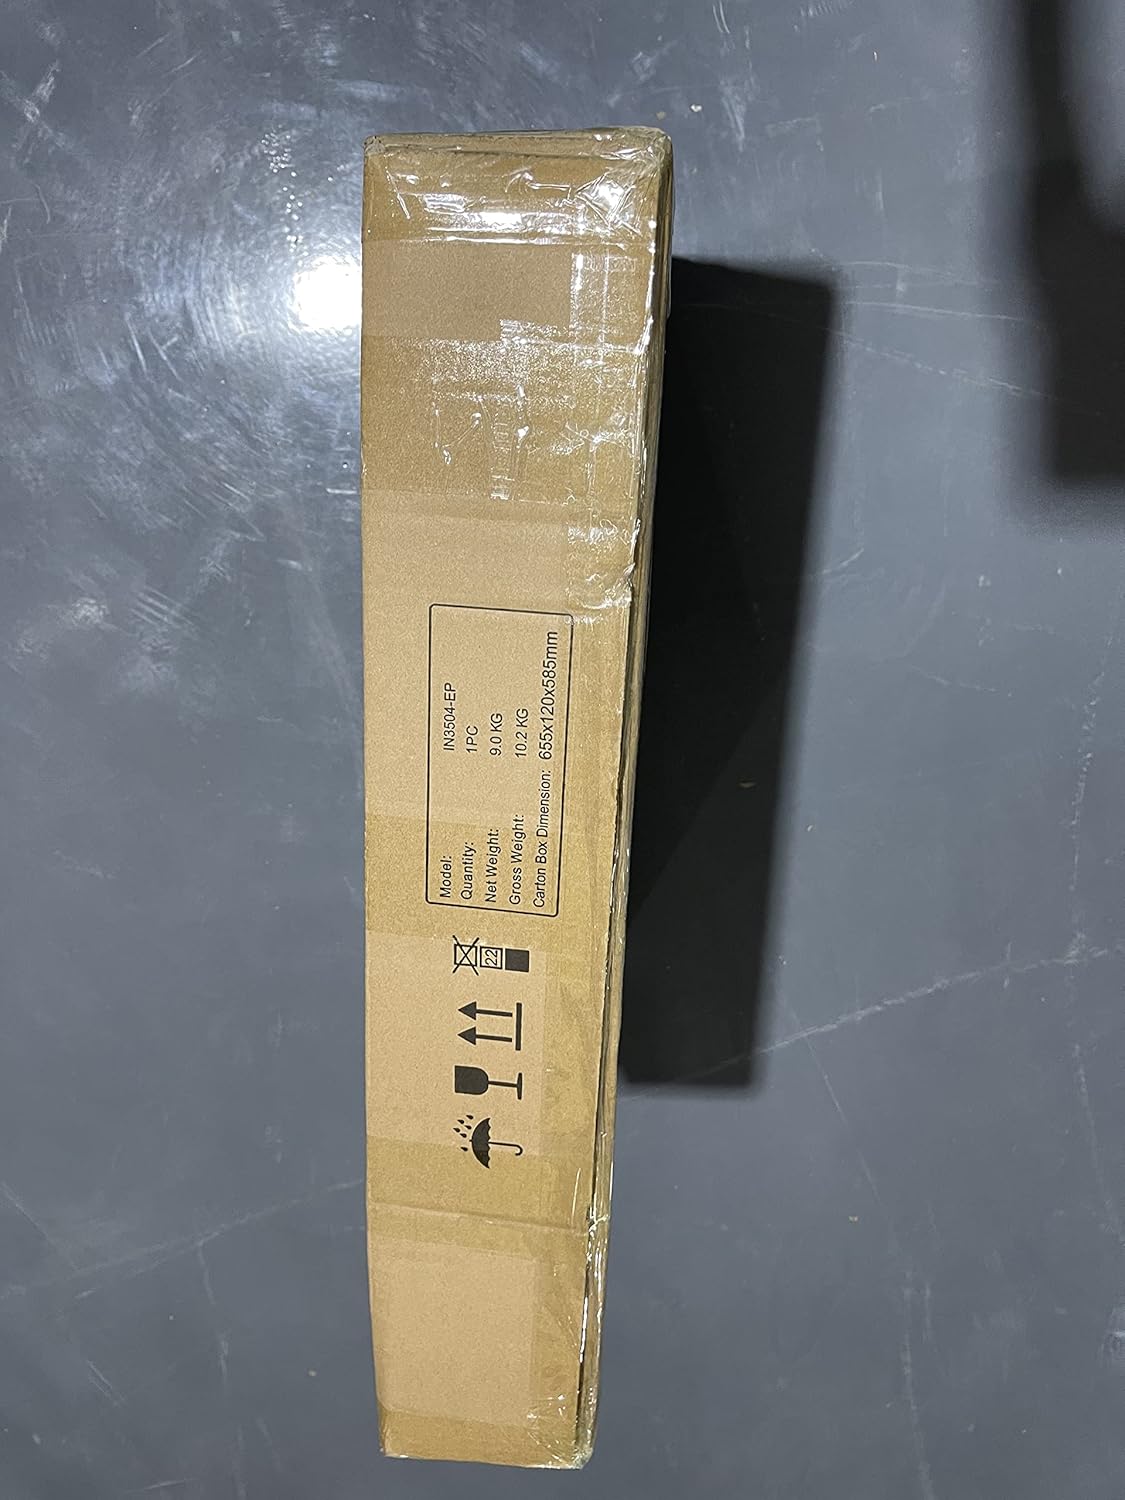 Model: IN3504-EP
Quantity: 1PC
Net Weight: 9.0 KG
Gross Weight: 10.2 KG
Carton Box Dimension: 655x120x585mm
22